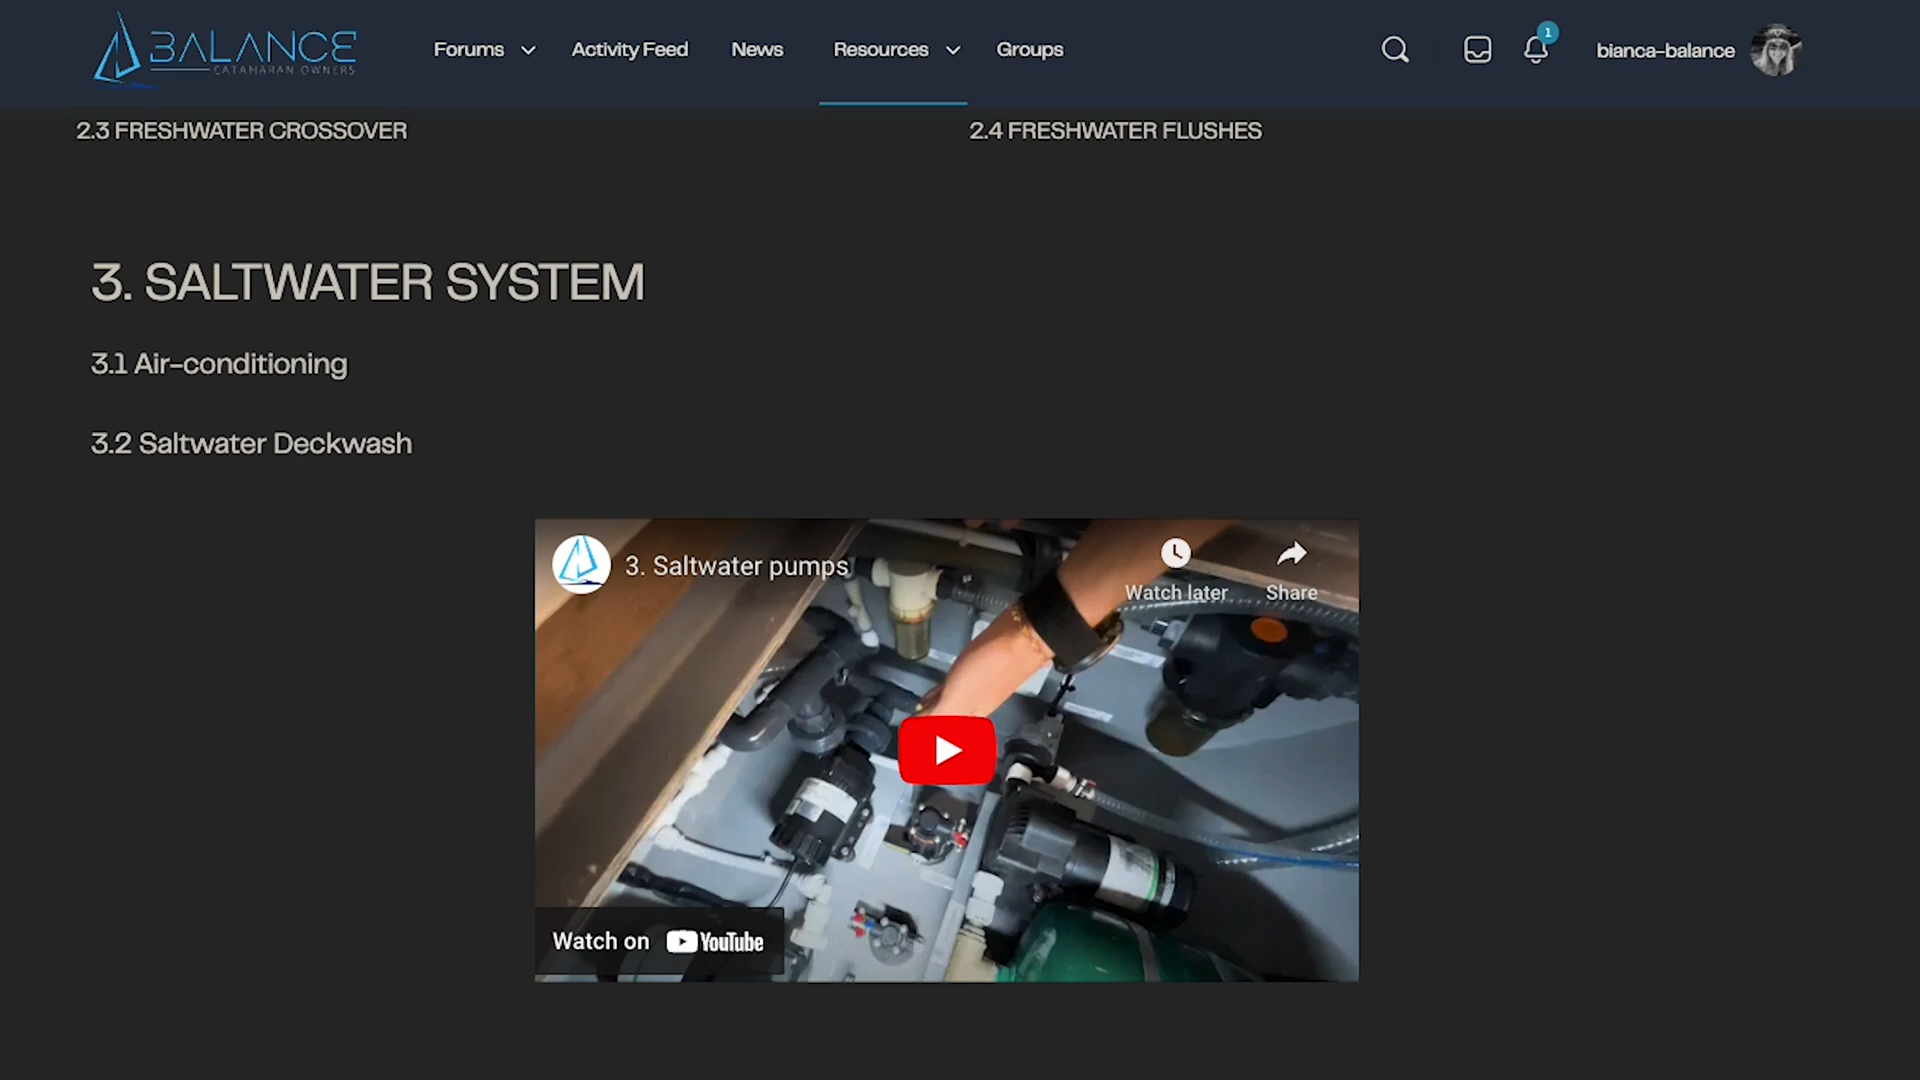 BALANCE
CATAMARAN OWNERS
Forums
Activity Feed
News
Resources
Groups
1
bianca-balance
2.3 FRESHWATER CROSSOVER
2.4 FRESHWATER FLUSHES
3. SALTWATER SYSTEM
3.1 Air-conditioning
3.2 Saltwater Deckwash
3. Saltwater pumps
Watch later
Share
Watch on YouTube